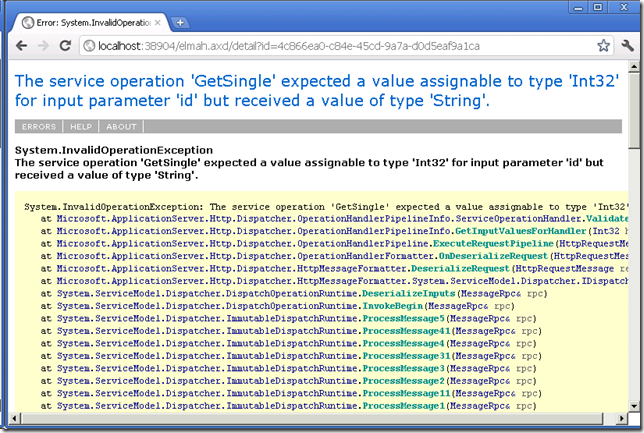 Error: System.InvalidOperatio
localhost:38904/elmah.axd/detail?id=4c866ea0-c84e-45cd-9a7a-d0d5eaf9a1ca
The service operation 'GetSingle' expected a value assignable to type 'Int32'
for input parameter 'id' but received a value of type 'String'.
ERRORS HELP ABOUT
System.InvalidOperationException
The service operation 'GetSingle' expected a value assignable to type 'Int32' for input parameter 'id' but
received a value of type 'String'.
System.InvalidOperationException: The service operation 'GetSingle' expected a value assignable to type 'Int32'
at Microsoft.ApplicationServer.Http.Dispatcher.OperationHandlerPipelineInfo.ServiceOperationHandler.Validate
at Microsoft.ApplicationServer.Http.Dispatcher.OperationHandlerPipelineInfo.GetInputValuesForHandler(Int32 h
at Microsoft.ApplicationServer.Http.Dispatcher.OperationHandlerPipeline.ExecuteRequestPipeline(HttpRequestMe
at Microsoft.ApplicationServer.Http.Dispatcher.OperationHandlerFormatter.OnDeserializeRequest(HttpRequestMess
at Microsoft.ApplicationServer.Http.Dispatcher.HttpMessageFormatter.DeserializeRequest(HttpRequestMessage re
at Microsoft.ApplicationServer.Http.Dispatcher.HttpMessageFormatter.System.ServiceModel.Dispatcher.IDispatc
at System.ServiceModel.Dispatcher.DispatchOperationRuntime.DeserializeInputs(MessageRpc& rpc)
at System.ServiceModel.Dispatcher.DispatchOperationRuntime.InvokeBegin(MessageRpc& rpc)
at System.ServiceModel.Dispatcher.ImmutableDispatchRuntime.ProcessMessage5(MessageRpc& rpc)
at System.ServiceModel.Dispatcher.ImmutableDispatchRuntime.ProcessMessage41(MessageRpc& rpc)
at System.ServiceModel.Dispatcher.ImmutableDispatchRuntime.ProcessMessage4(MessageRpc& rpc)
at System.ServiceModel.Dispatcher.ImmutableDispatchRuntime.ProcessMessage31(MessageRpc& rpc)
at System.ServiceModel.Dispatcher.ImmutableDispatchRuntime.ProcessMessage3(MessageRpc& rpc)
at System.ServiceModel.Dispatcher.ImmutableDispatchRuntime.ProcessMessage2(MessageRpc& rpc)
at System.ServiceModel.Dispatcher.ImmutableDispatchRuntime.ProcessMessage11(MessageRpc& rpc)
at System.ServiceModel.Dispatcher.ImmutableDispatchRuntime.ProcessMessage1(MessageRpc& rpc)